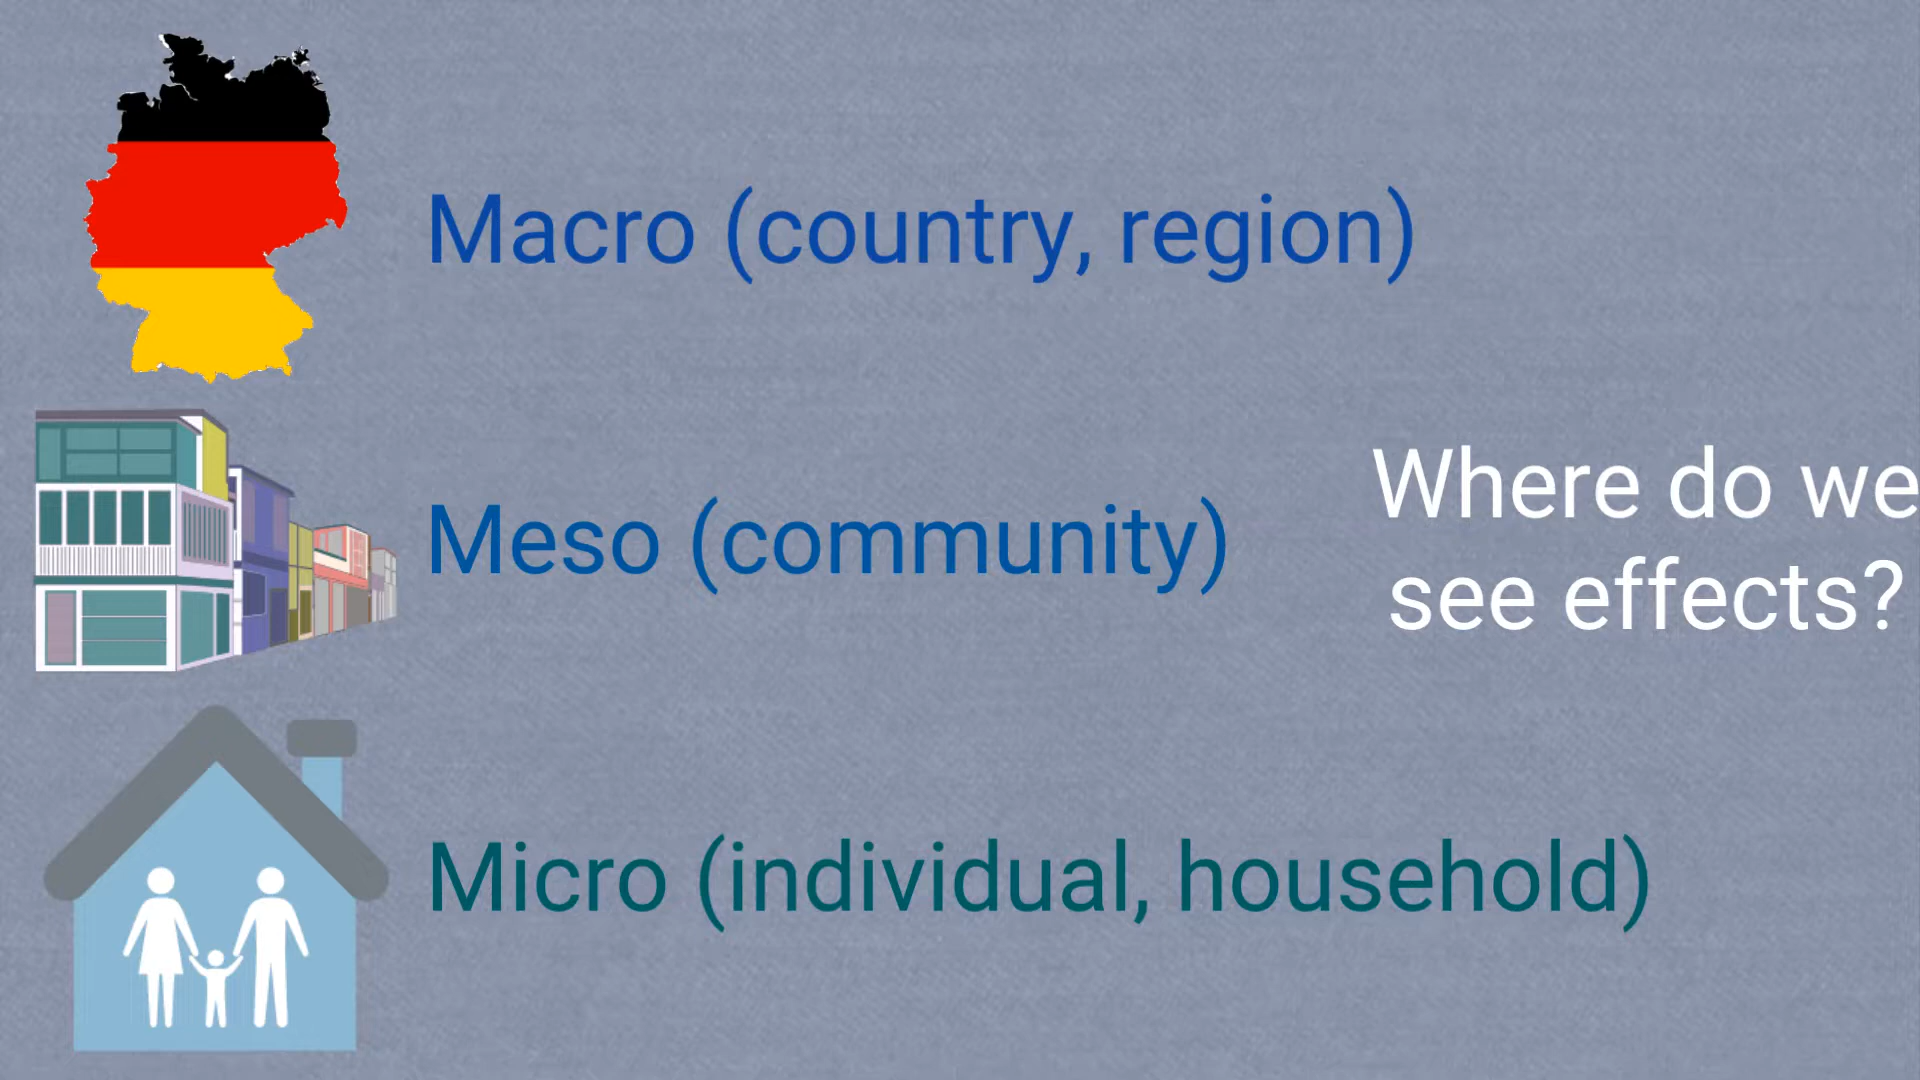 Macro (country, region)
Meso (community)
Where do we
see effects?
Micro (individual, household)